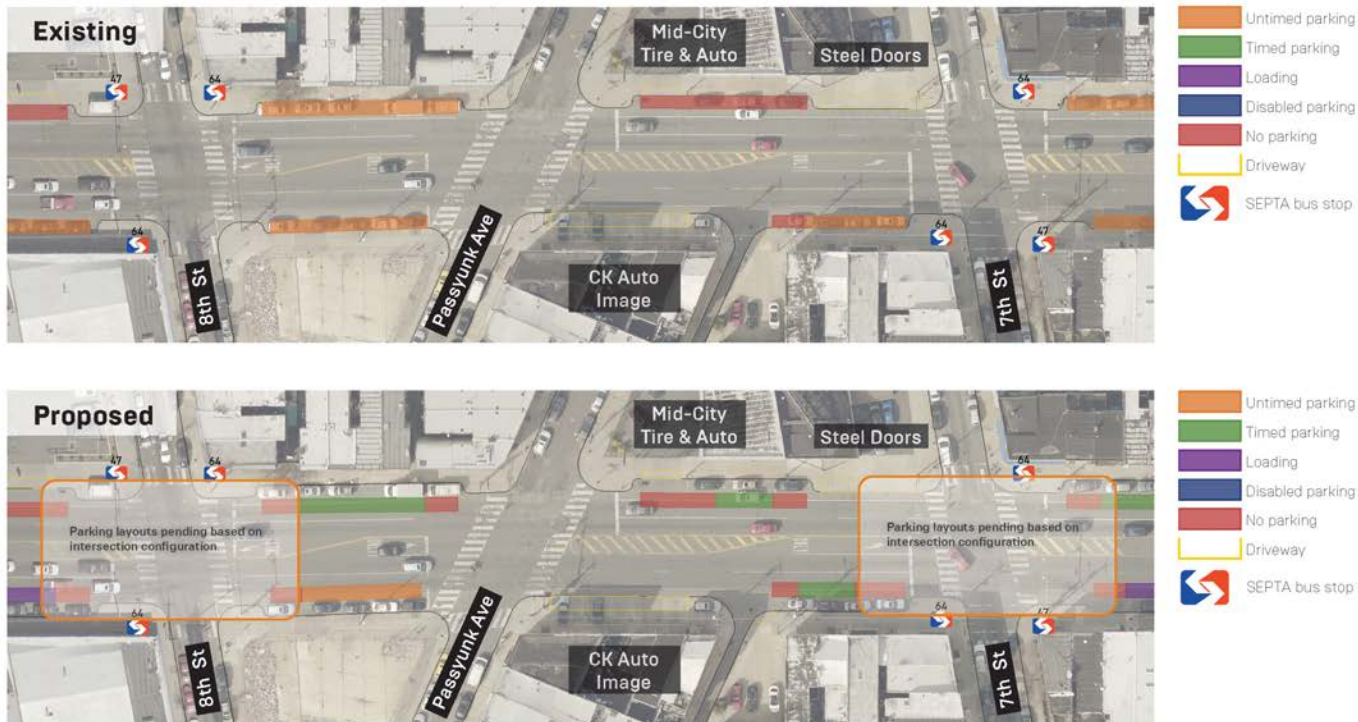 Existing
47
64
Mid-City
Tire & Auto
Steel Doors
64
64
8th St
Passyunk Ave
CK Auto
Image
64
47
7th St
Untimed parking
Timed parking
Loading
Disabled parking
No parking
Driveway
SEPTA bus stop
Proposed
47
64
Mid-City
Tire & Auto
Steel Doors
64
Parking layouts pending based on
intersection configuration
Parking layouts pending based on
intersection configuration
64
8th St
Passyunk Ave
CK Auto
Image
64
47
7th St
Untimed parking
Timed parking
Loading
Disabled parking
No parking
Driveway
SEPTA bus stop